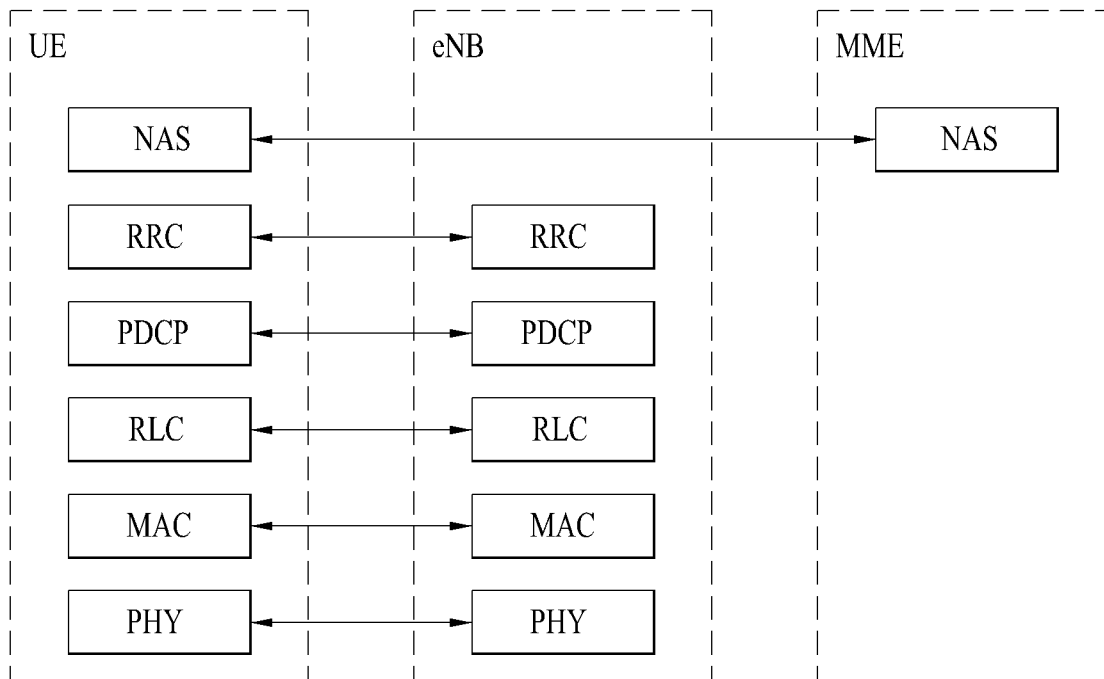 UE eNB MME
NAS NAS
RRC RRC
PDCP PDCP
RLC RLC
MAC MAC
PHY PHY